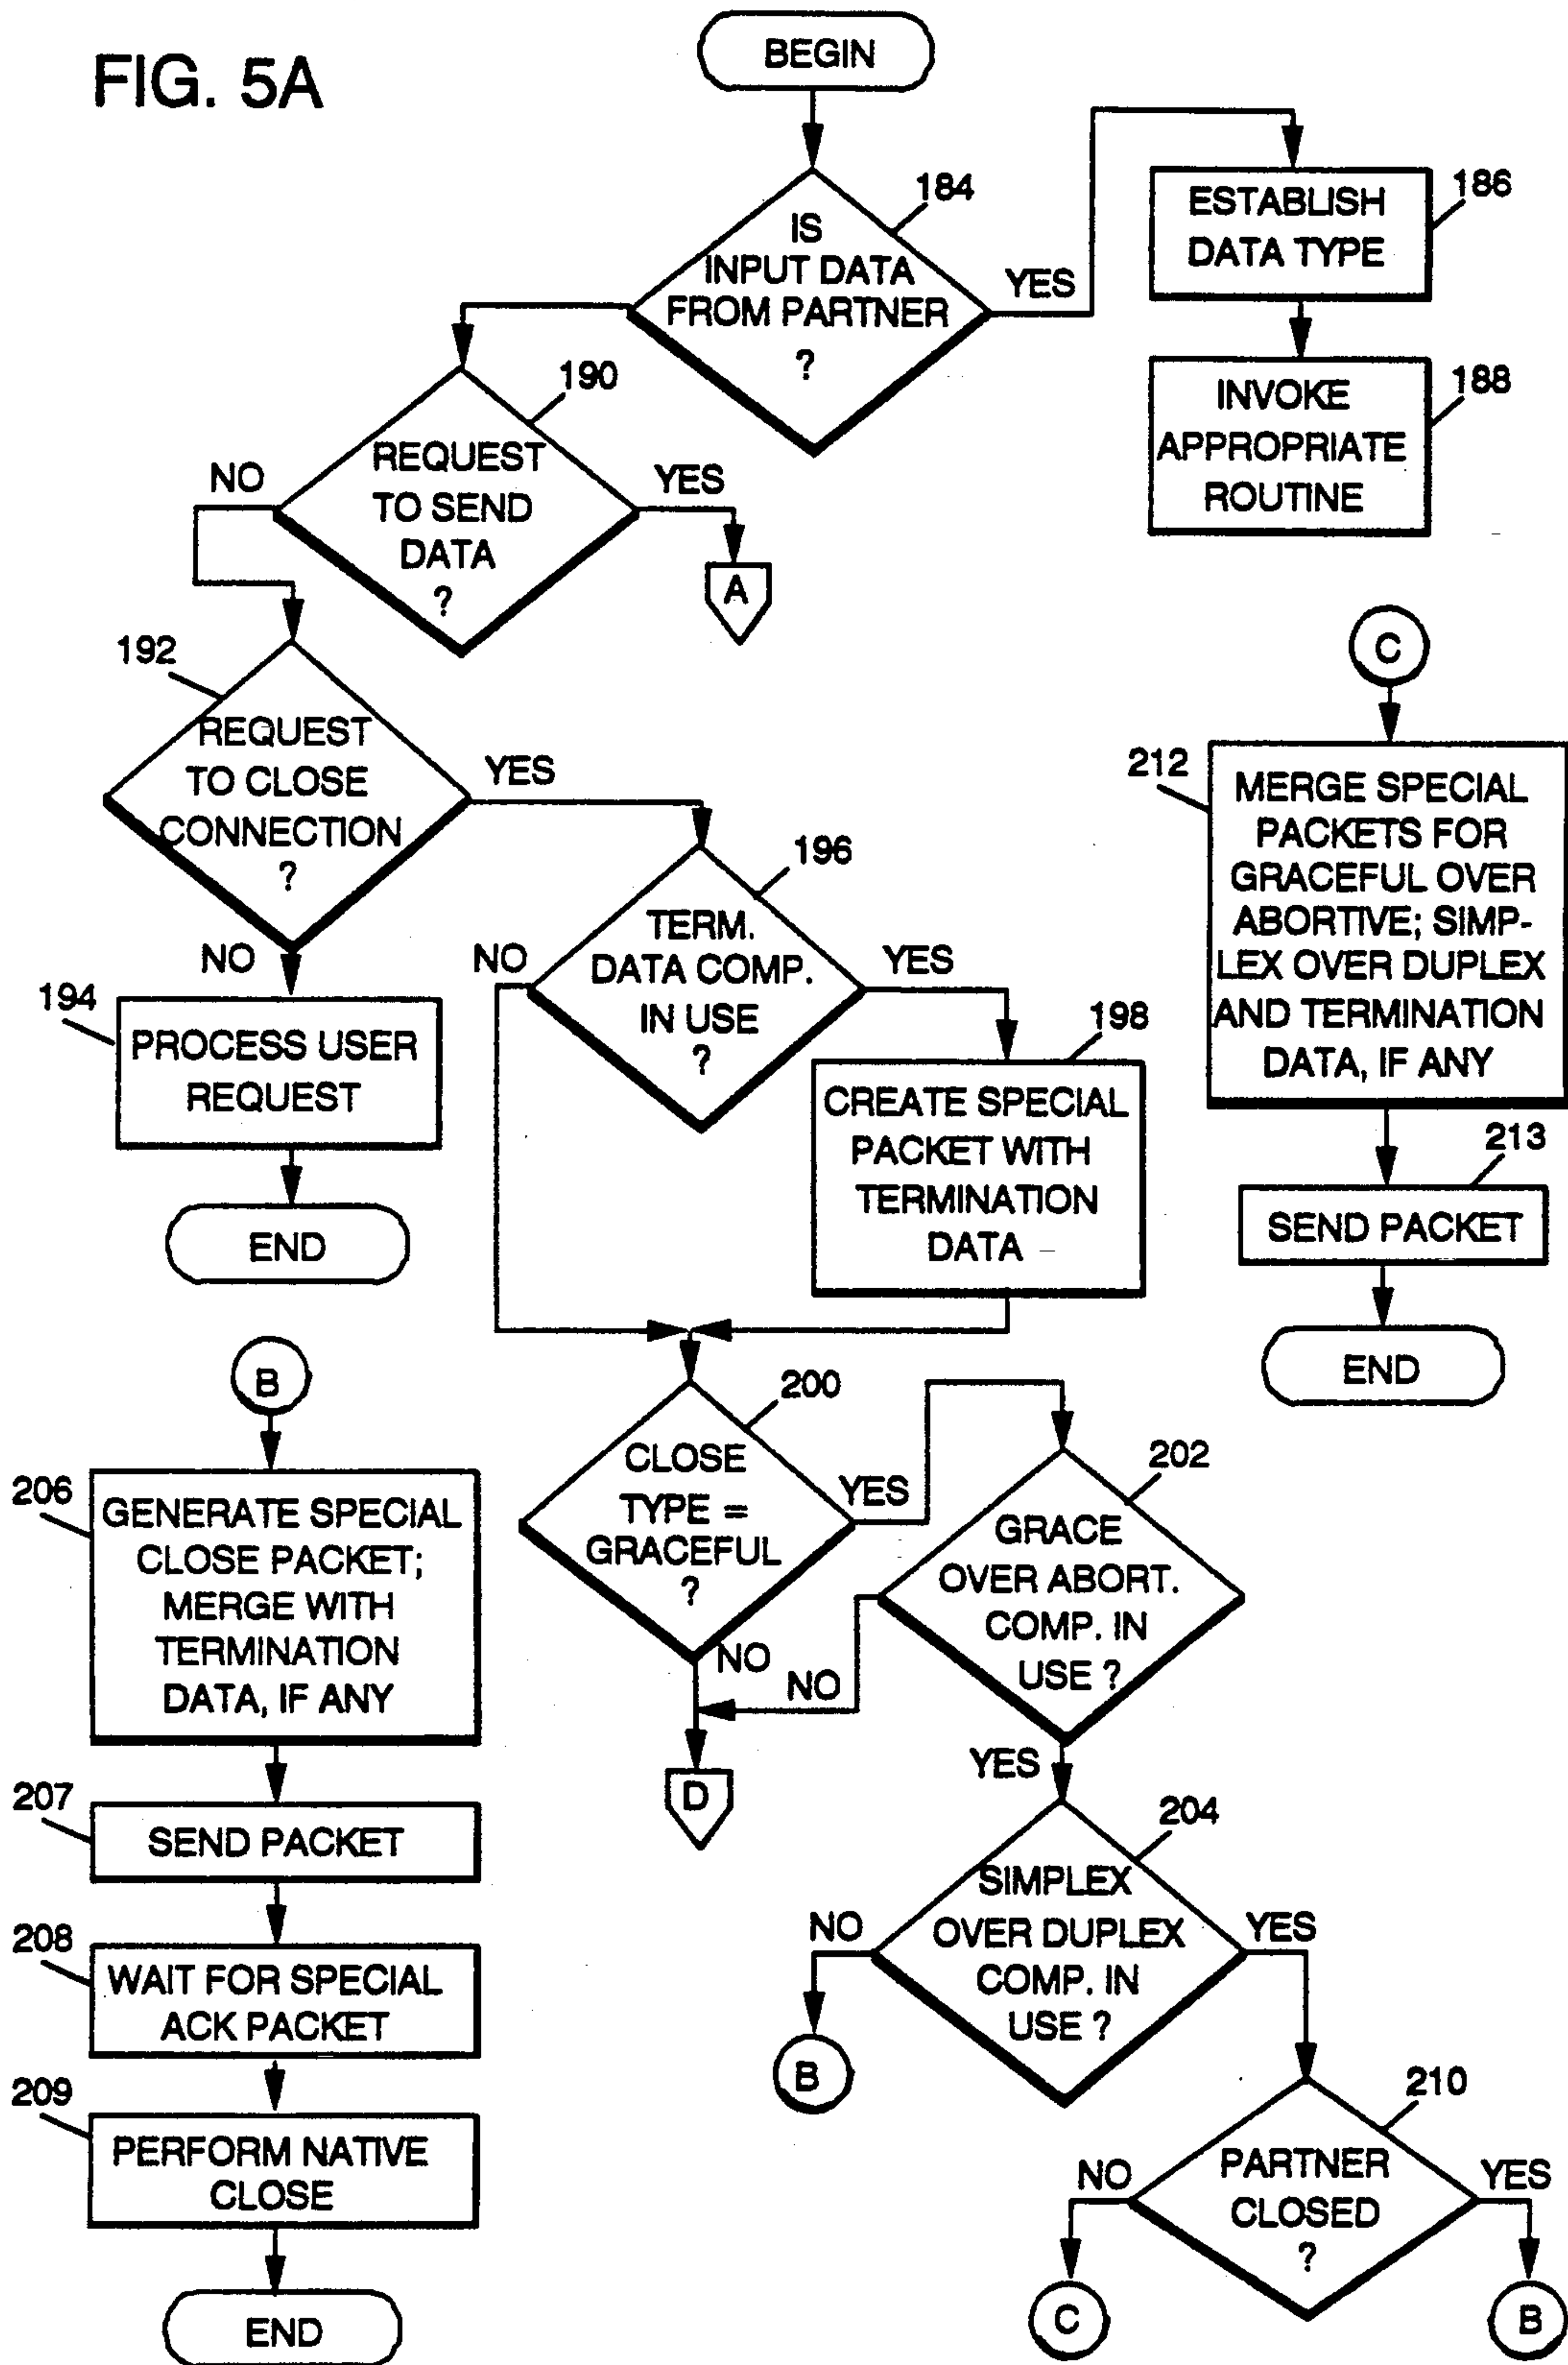 FIG. 5A
BEGIN
184
IS
INPUT DATA
FROM PARTNER
?
YES
186
ESTABLISH
DATA TYPE
188
INVOKE
APPROPRIATE
ROUTINE
190
REQUEST
TO SEND
DATA
?
NO
YES
A
192
REQUEST
TO CLOSE
CONNECTION
?
YES
NO
194
PROCESS USER
REQUEST
END
196
TERM.
DATA COMP.
IN USE
?
NO
YES
198
CREATE SPECIAL
PACKET WITH
TERMINATION
DATA
C
212
MERGE SPECIAL
PACKETS FOR
GRACEFUL OVER
ABORTIVE; SIMP-
LEX OVER DUPLEX
AND TERMINATION
DATA, IF ANY
213
SEND PACKET
END
B
206
GENERATE SPECIAL
CLOSE PACKET;
MERGE WITH
TERMINATION
DATA, IF ANY
207
SEND PACKET
208
WAIT FOR SPECIAL
ACK PACKET
209
PERFORM NATIVE
CLOSE
END
200
CLOSE
TYPE =
GRACEFUL
?
YES
NO
202
GRACE
OVER ABORT.
COMP. IN
USE ?
NO
YES
D
204
SIMPLEX
OVER DUPLEX
COMP. IN
USE ?
NO
YES
B
210
PARTNER
CLOSED
?
NO
YES
C
B